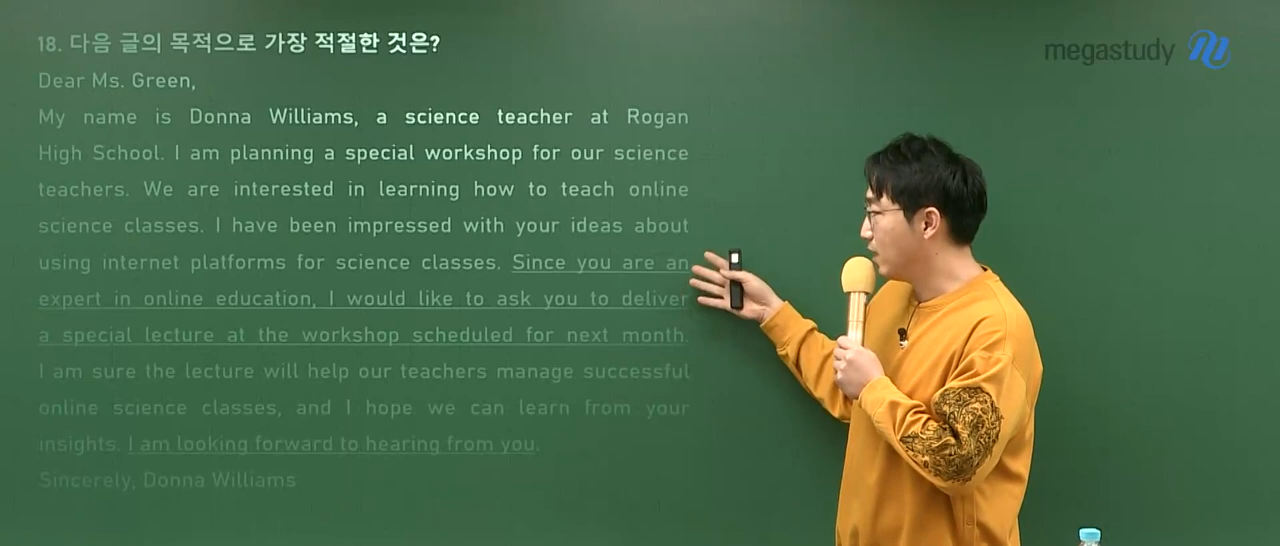 18. 다음 글의 목적으로 가장 적절한 것은?
Dear Ms. Green,
My name is Donna Williams, a science teacher at Rogan
High School. I am planning a special workshop for our science
teachers. We are interested in learning how to teach online
science classes. I have been impressed with your ideas about
using internet platforms for science classes. Since you are an
expert in online education, I would like to ask you to deliver
a special lecture at the workshop scheduled for next month.
I am sure the lecture will help our teachers manage successful
online science classes, and I hope we can learn from your
insights. I am looking forward to hearing from you.
Sincerely, Donna Williams
megastudy